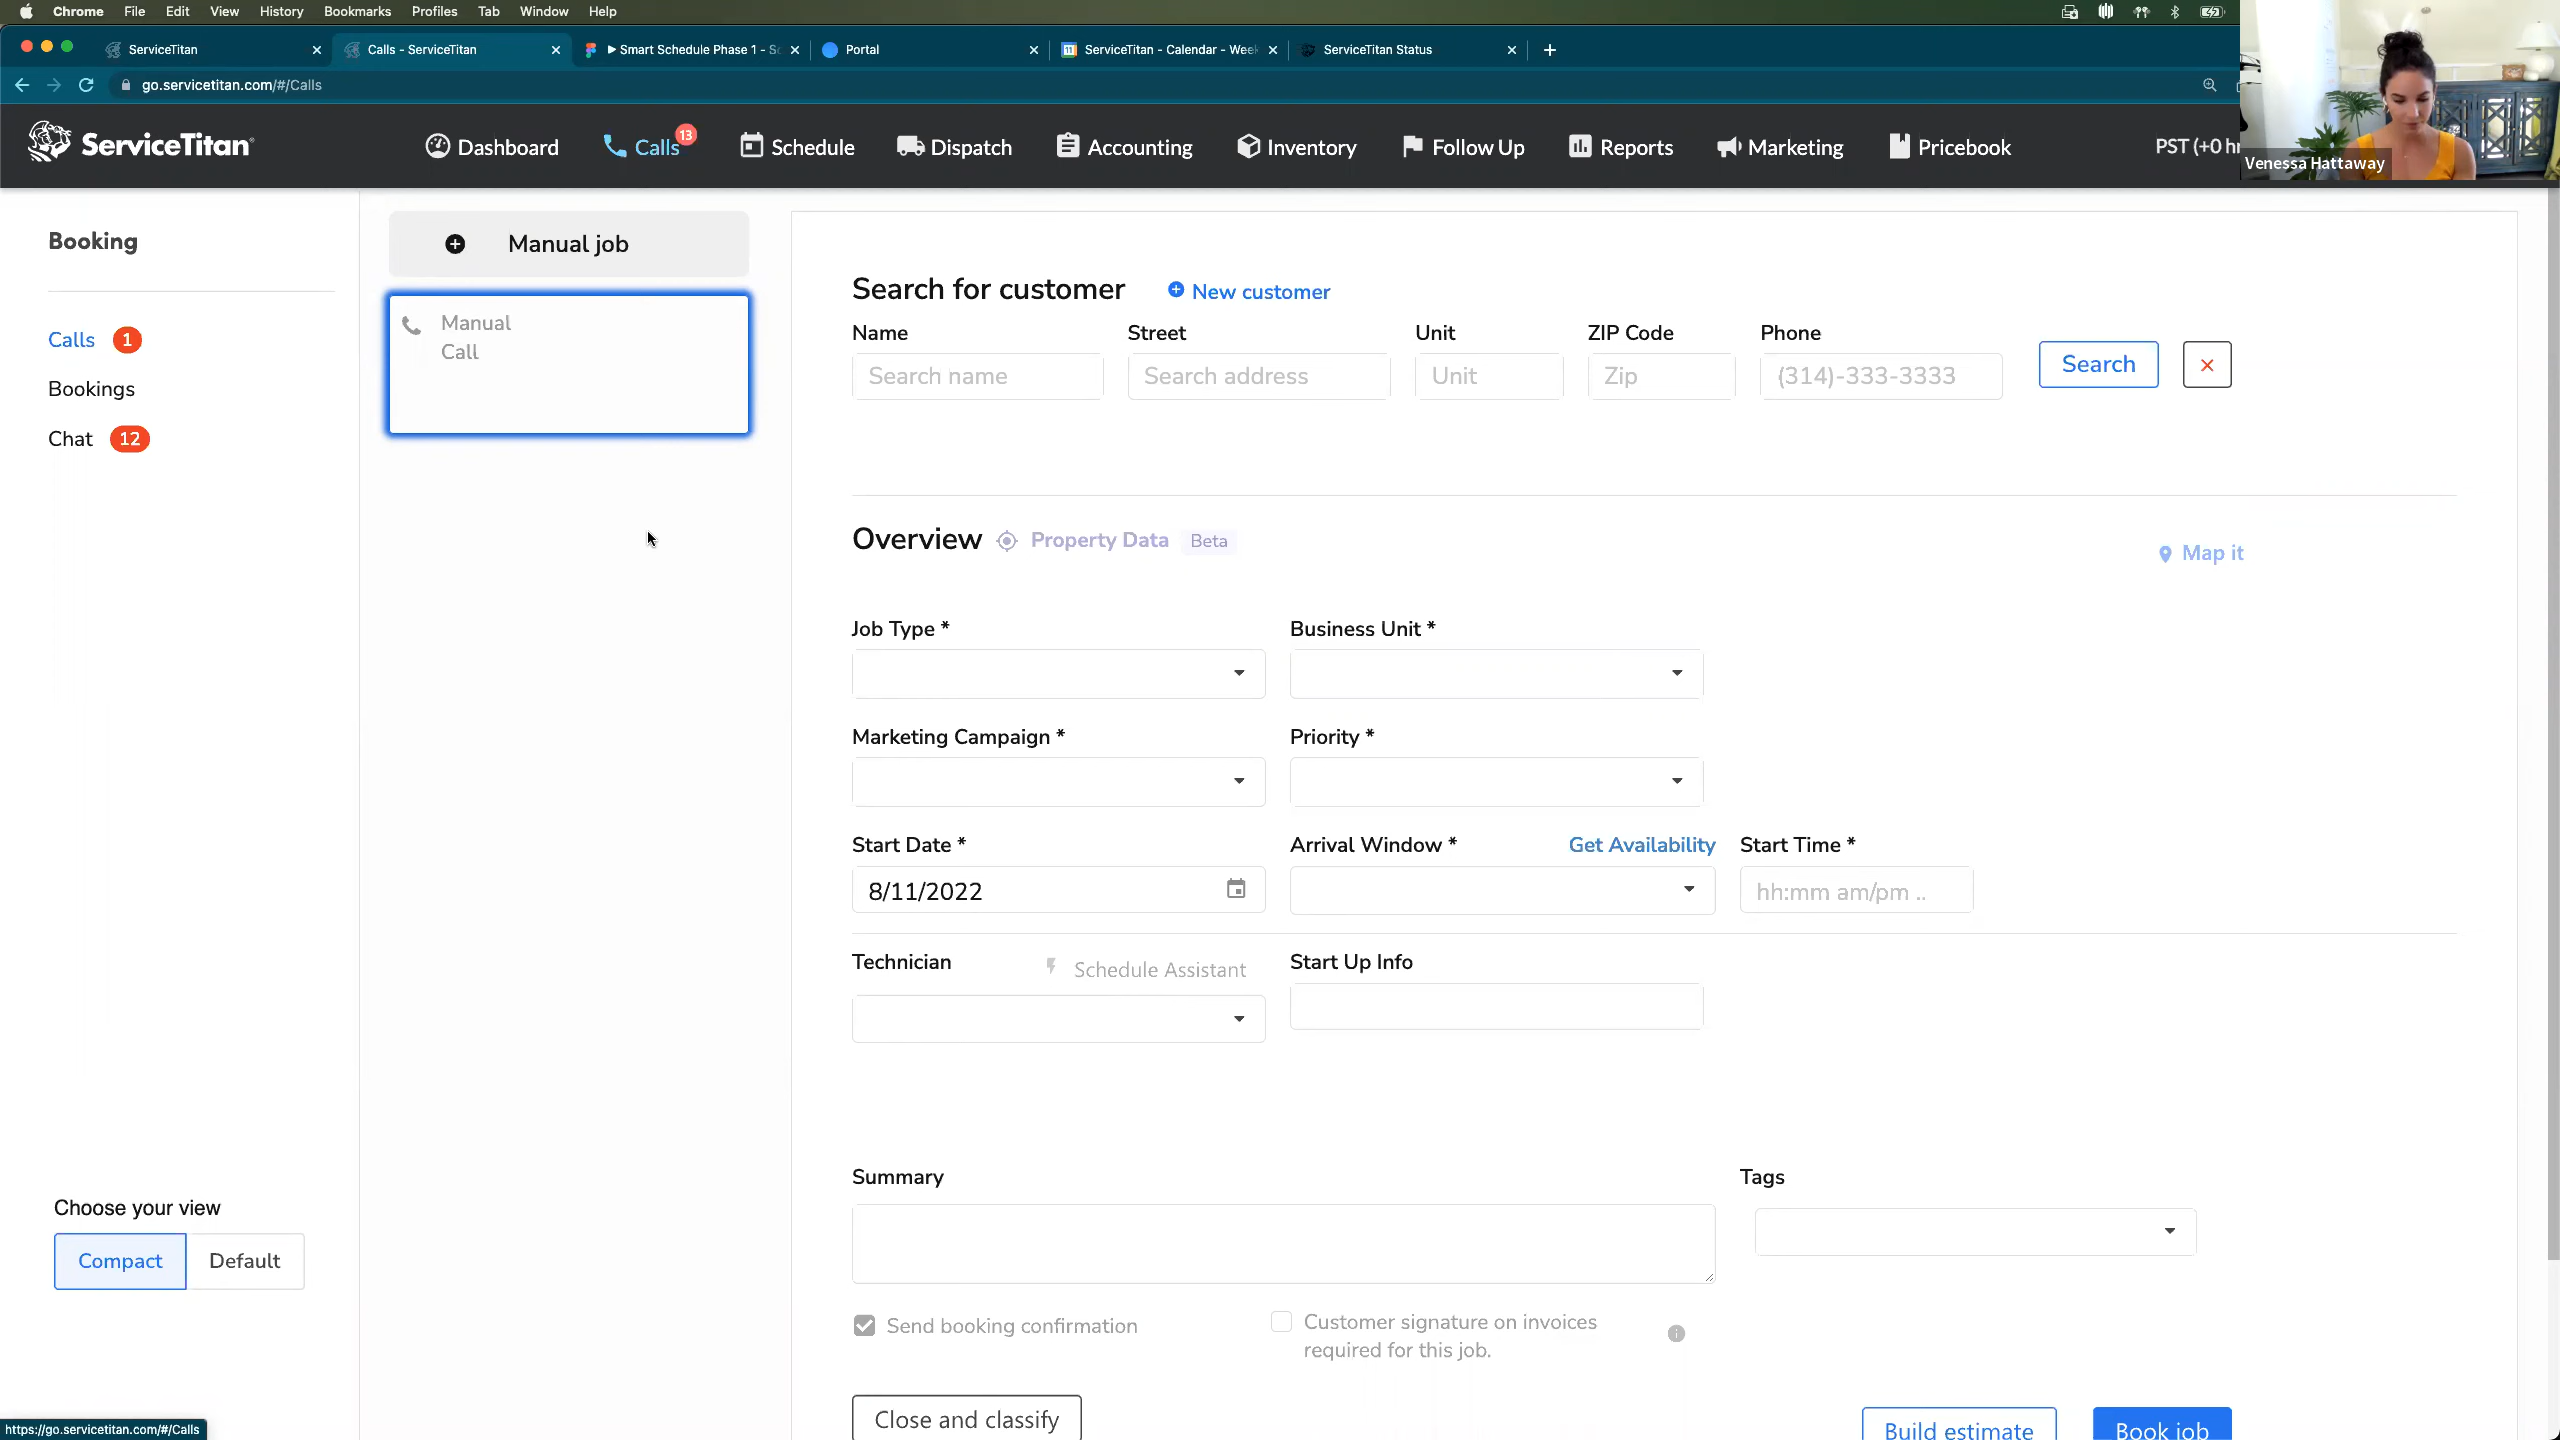 Chrome File Edit View History Bookmarks Profiles Tab Window Help
ServiceTitan Calls - ServiceTitan Smart Schedule Phase 1 - Sc Portal ServiceTitan - Calendar - Week ServiceTitan Status
go.servicetitan.com/#/Calls
ServiceTitan Dashboard Calls 13 Schedule Dispatch Accounting Inventory Follow Up Reports Marketing Pricebook PST (+0 hr
Venessa Hattaway
Booking
Calls 1
Bookings
Chat 12
Choose your view
Compact Default
Manual job
Manual
Call
Search for customer New customer
Name Street Unit ZIP Code Phone
Search name Search address Unit Zip (314)-333-3333 Search
Overview Property Data Beta
Map it
Job Type * Business Unit *
Marketing Campaign * Priority *
Start Date * Arrival Window * Get Availability Start Time *
8/11/2022 hh:mm am/pm ..
Technician Schedule Assistant Start Up Info
Summary Tags
Send booking confirmation
Customer signature on invoices
required for this job.
Close and classify
Build estimate Book job
https://go.servicetitan.com/#/Calls